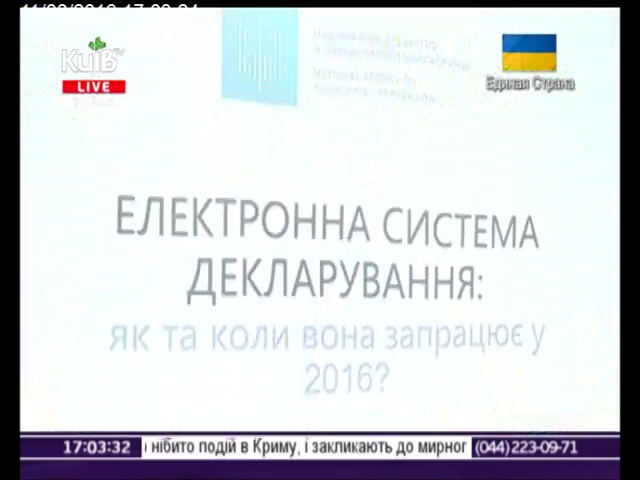 Київ
LIVE
Единая Страна
ЕЛЕКТРОННА СИСТЕМА
ДЕКЛАРУВАННЯ:
як та коли вона запрацює у
2016?
17:03:32
нібито подій в Криму, і закликають до мирног
(044)223-09-71